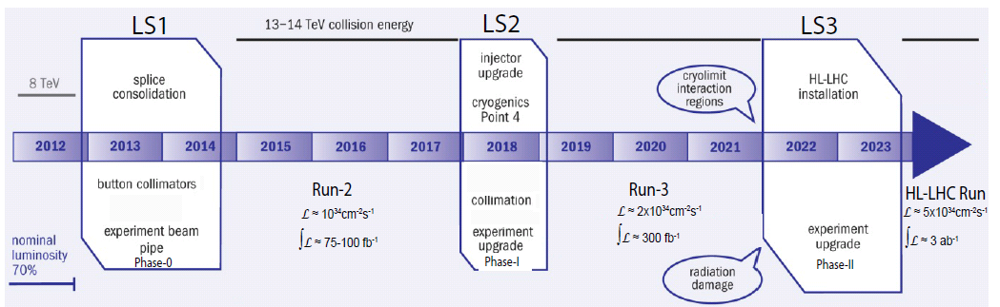 LS1
13–14 TeV collision energy
LS2
LS3
8 TeV
splice
consolidation
injector
upgrade
cryogenics
Point 4
cryolimit
interaction
regions
HL-LHC
installation
2012 2013 2014 2015 2016 2017 2018 2019 2020 2021 2022 2023
button collimators
experiment beam
pipe
Phase-0
nominal
luminosity
70%
Run-2
ℒ ≈ 10³⁴cm⁻²s⁻¹
∫ℒ ≈ 75-100 fb⁻¹
collimation
experiment
upgrade
Phase-I
Run-3
ℒ ≈ 2x10³⁴cm⁻²s⁻¹
∫ℒ ≈ 300 fb⁻¹
radiation
damage
experiment
upgrade
Phase-II
HL-LHC Run
ℒ ≈ 5x10³⁴cm⁻²s⁻¹
∫ℒ ≈ 3 ab⁻¹